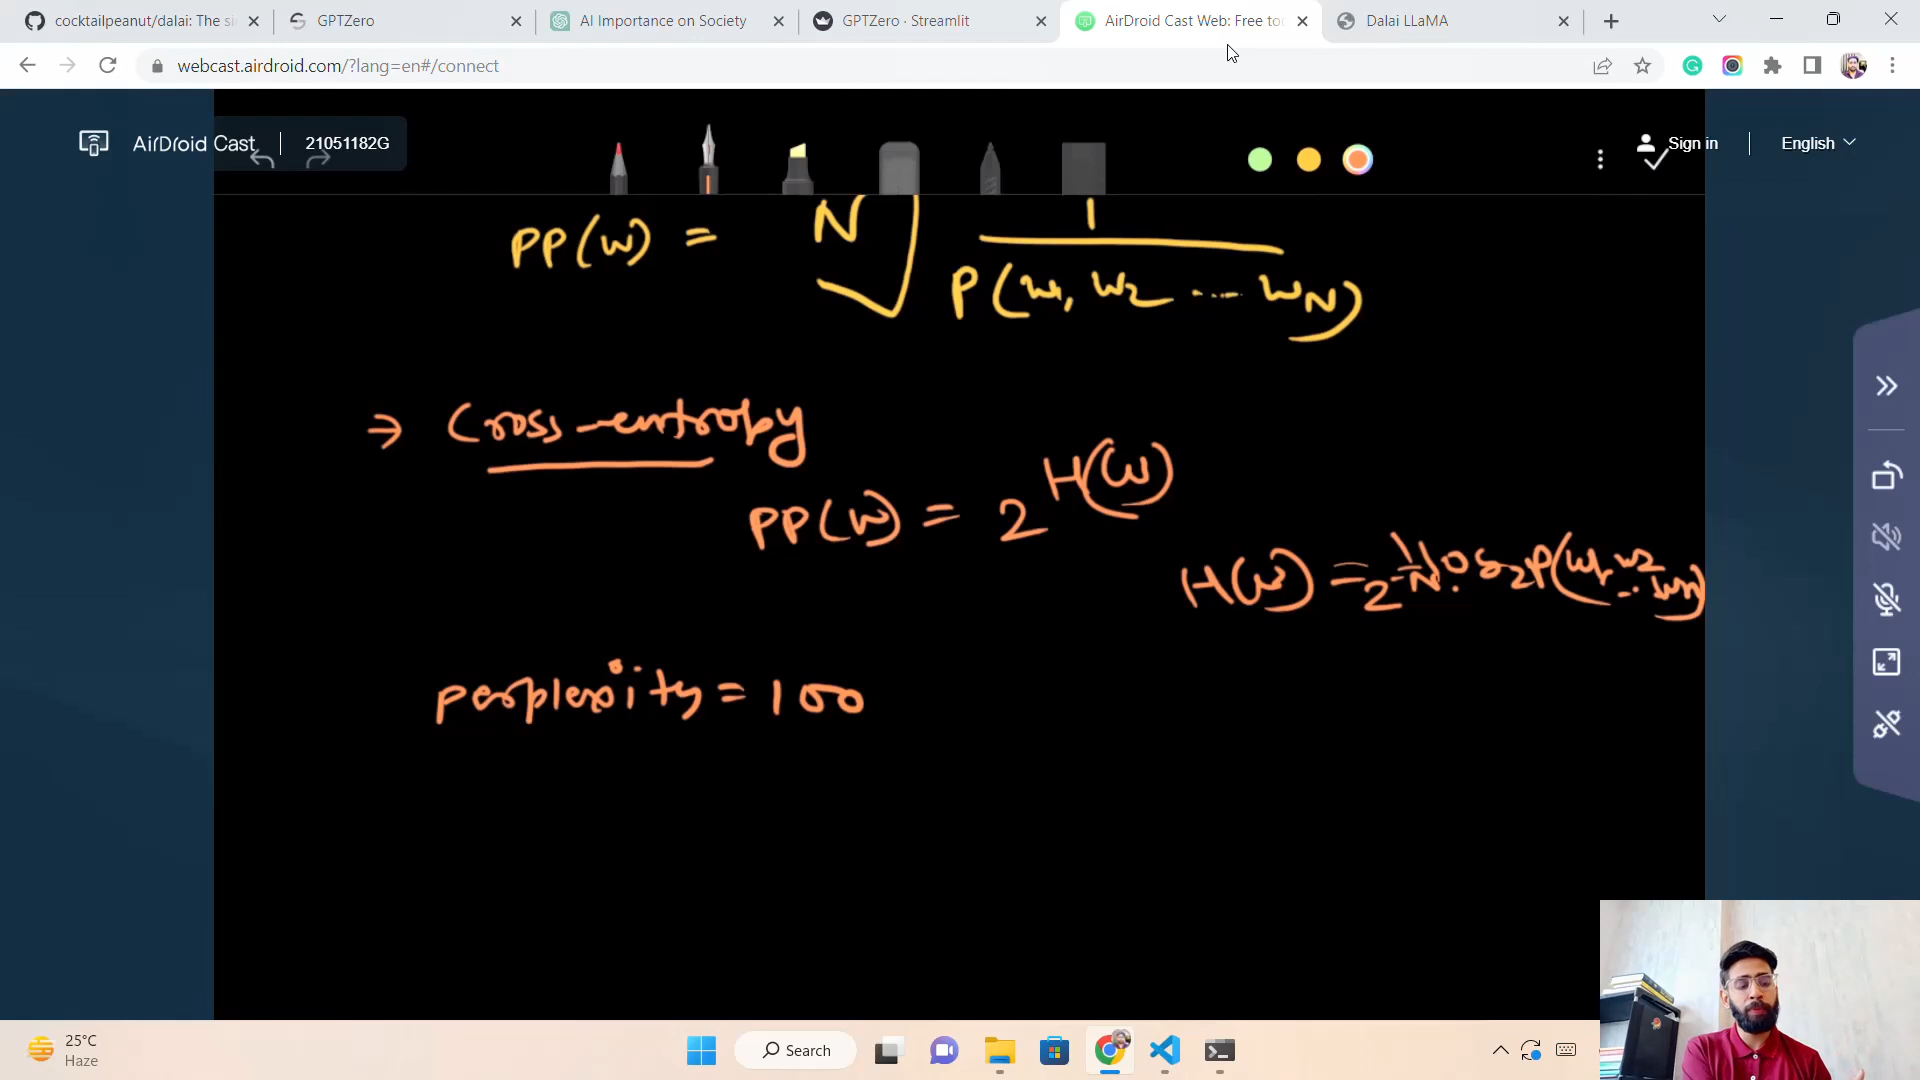 cocktailpeanut/dalai: The si
GPTZero
AI Importance on Society
GPTZero · Streamlit
AirDroid Cast Web: Free too
Dalai LLaMA
webcast.airdroid.com/?lang=en#/connect
AirDroid Cast
21051182G
Sign in
English
PP(W) = N√ 1
P(w1, w2 .... wN)
→ Cross-entropy
PP(W) = 2^H(W)
H(W) = 2^-1/N log2 P(w1, w2
... wN)
perplexity = 100
25°C
Haze
Search